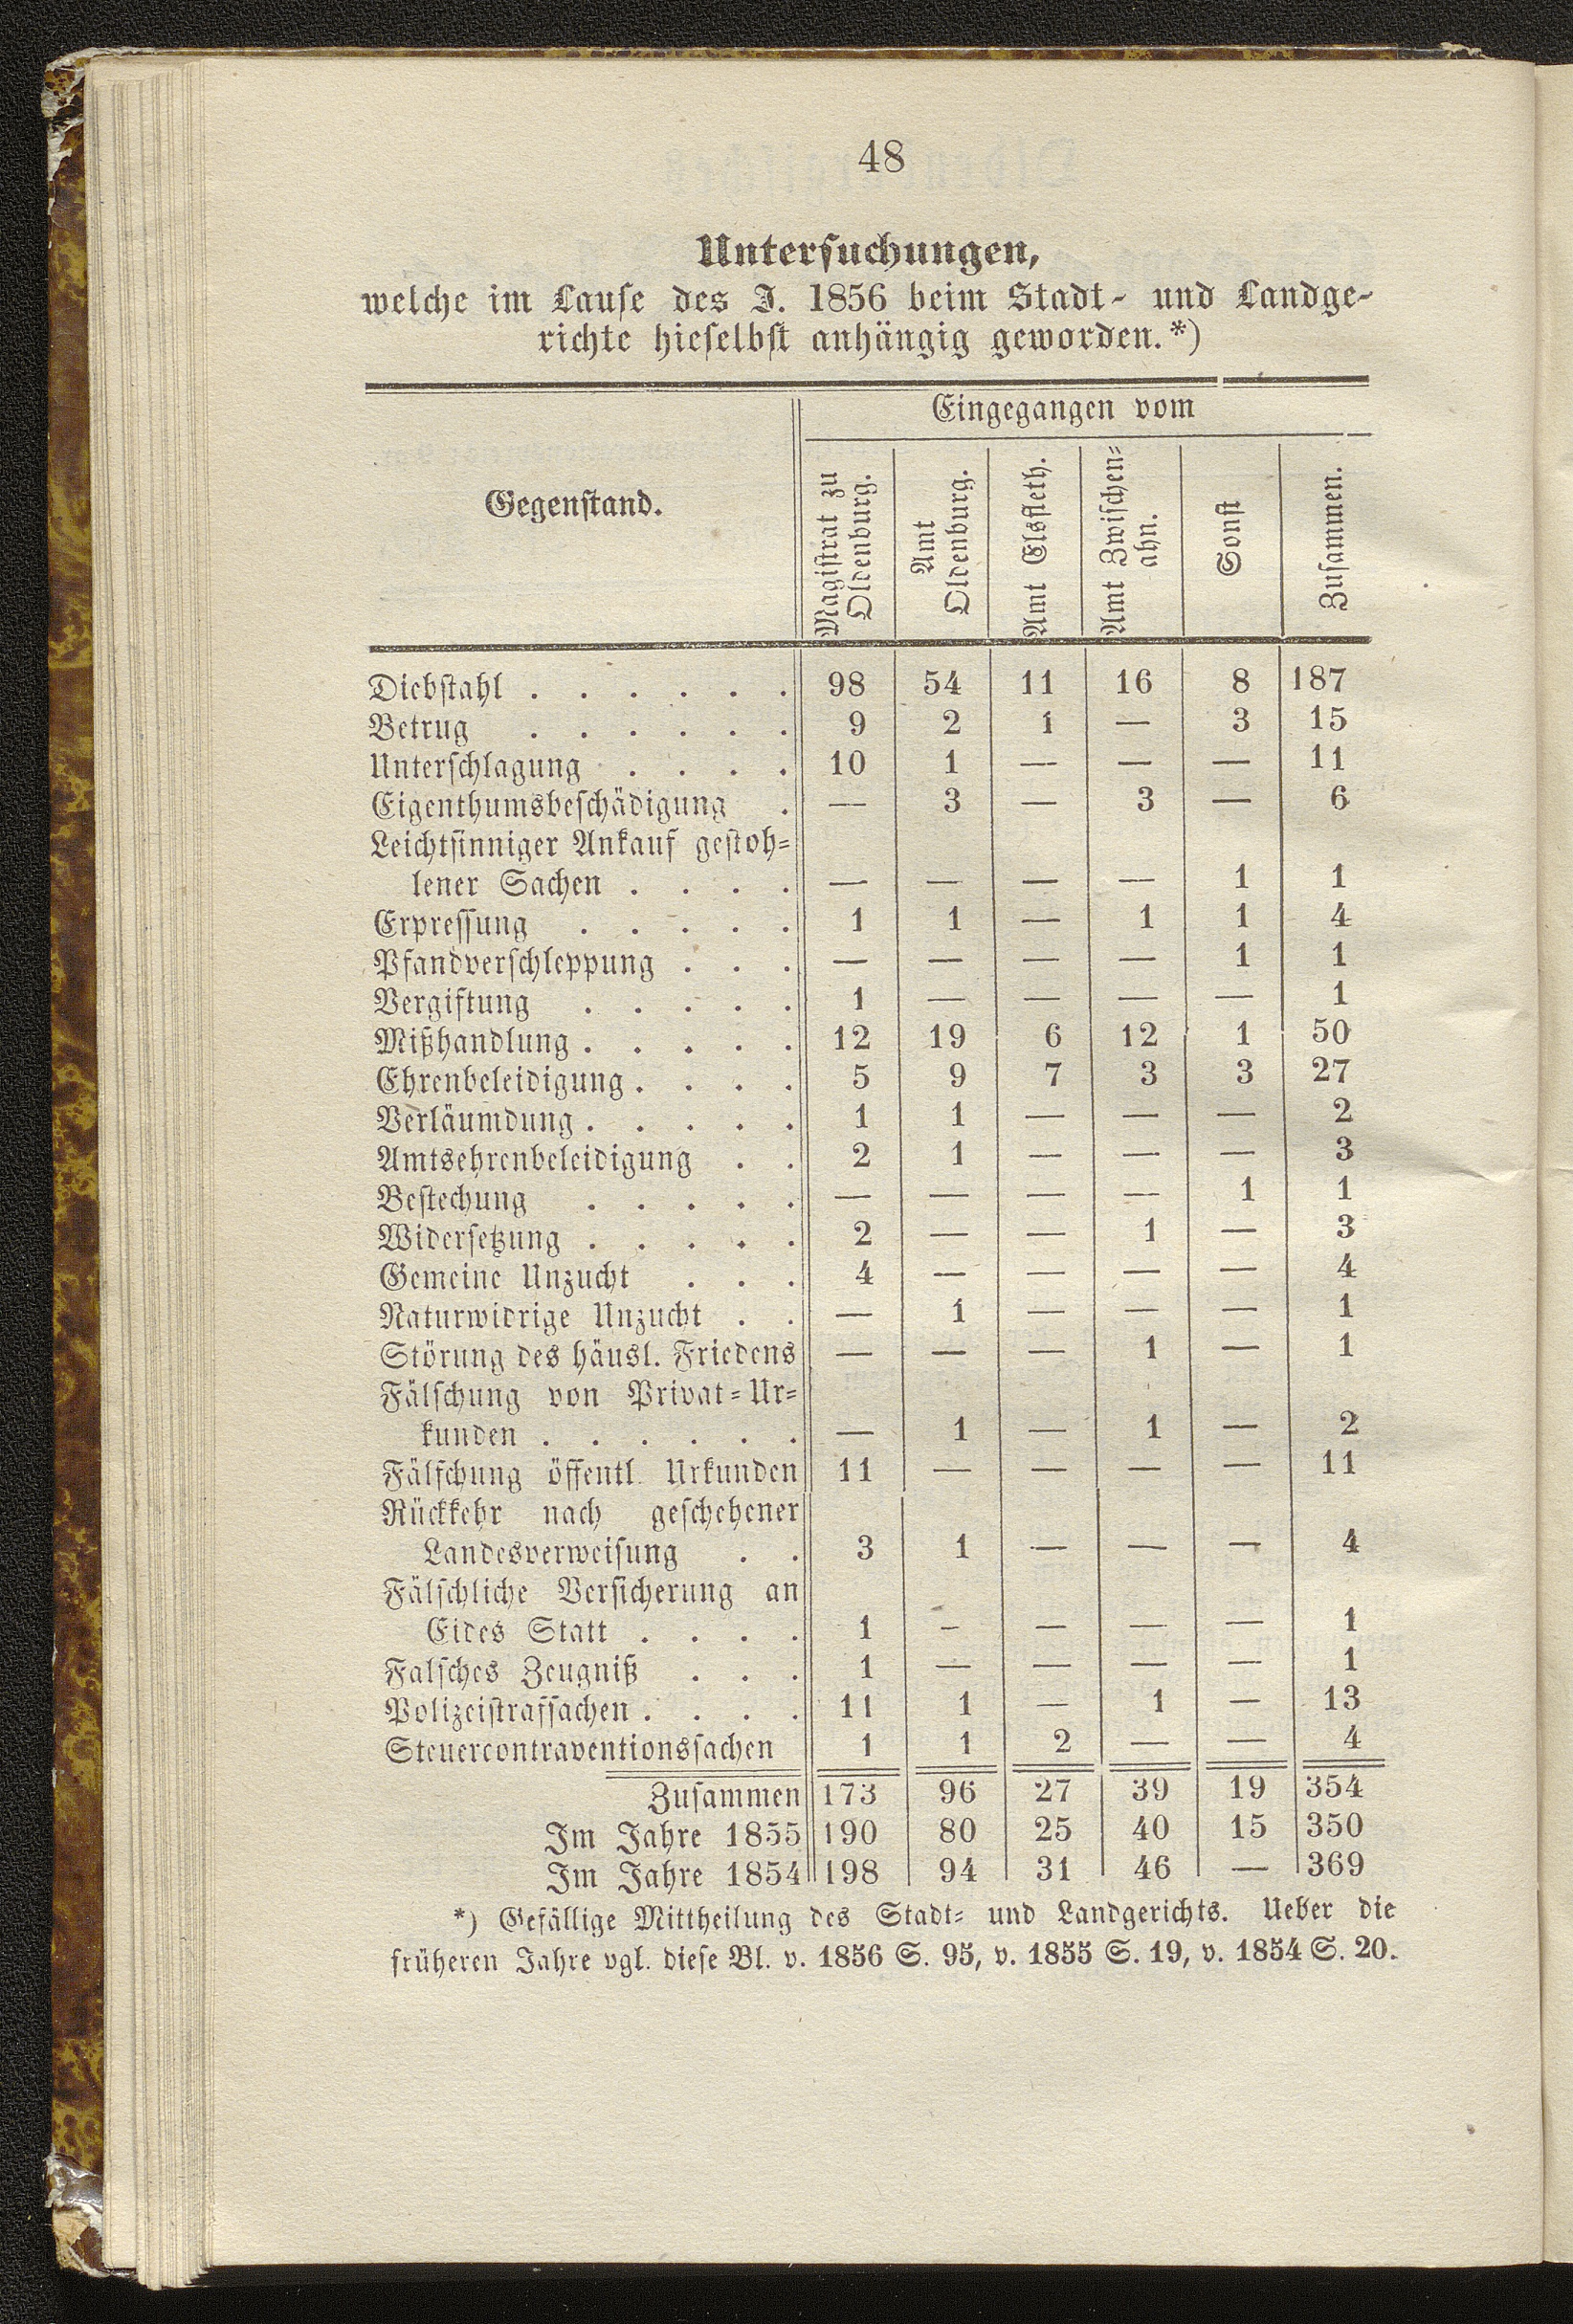 48
Untersuchungen,
welche im Laufe des J. 1856 beim Stadt- und Landge-
richte hieselbst anhängig geworden.*)
Eingegangen vom
Gegenstand.
Magistrat zu
Oldenburg.
Amt
Oldenburg.
Amt Elsfleth.
Amt Zwischen-
ahn.
Sonst
Zusammen.
Diebstahl . . . . . . 98 54 11 16 8 187
Betrug . . . . . . 9 2 1 — 3 15
Unterschlagung . . . . 10 1 — — — 11
Eigenthumsbeschädigung . — 3 — 3 — 6
Leichtsinniger Ankauf gestoh-
lener Sachen . . . . — — — — 1 1
Erpressung . . . . . 1 1 — 1 1 4
Pfandverschleppung . . . — — — — 1 1
Vergiftung . . . . . 1 — — — — 1
Mißhandlung . . . . . 12 19 6 12 1 50
Ehrenbeleidigung . . . . 5 9 7 3 3 27
Verläumdung . . . . . 1 1 — — — 2
Amtsehrenbeleidigung . . 2 1 — — — 3
Bestechung . . . . . — — — — 1 1
Widersetzung . . . . . 2 — — 1 — 3
Gemeine Unzucht . . . 4 — — — — 4
Naturwidrige Unzucht . . — 1 — — — 1
Störung des häusl. Friedens — — — 1 — 1
Fälschung von Privat-Ur-
kunden . . . . . . — 1 — 1 — 2
Fälschung öffentl. Urkunden 11 — — — — 11
Rückkehr nach geschehener
Landesverweisung . . 3 1 — — — 4
Fälschliche Versicherung an
Eides Statt . . . . 1 — — — — 1
Falsches Zeugniß . . . 1 — — — — 1
Polizeistrafsachen . . . . 11 1 — 1 — 13
Steuercontraventionssachen 1 1 2 — — 4
Zusammen 173 96 27 39 19 354
Im Jahre 1855 190 80 25 40 15 350
Im Jahre 1854 198 94 31 46 — 369
*) Gefällige Mittheilung des Stadt- und Landgerichts. Ueber die
früheren Jahre vgl. diese Bl. v. 1856 S. 95, v. 1855 S. 19, v. 1854 S. 20.